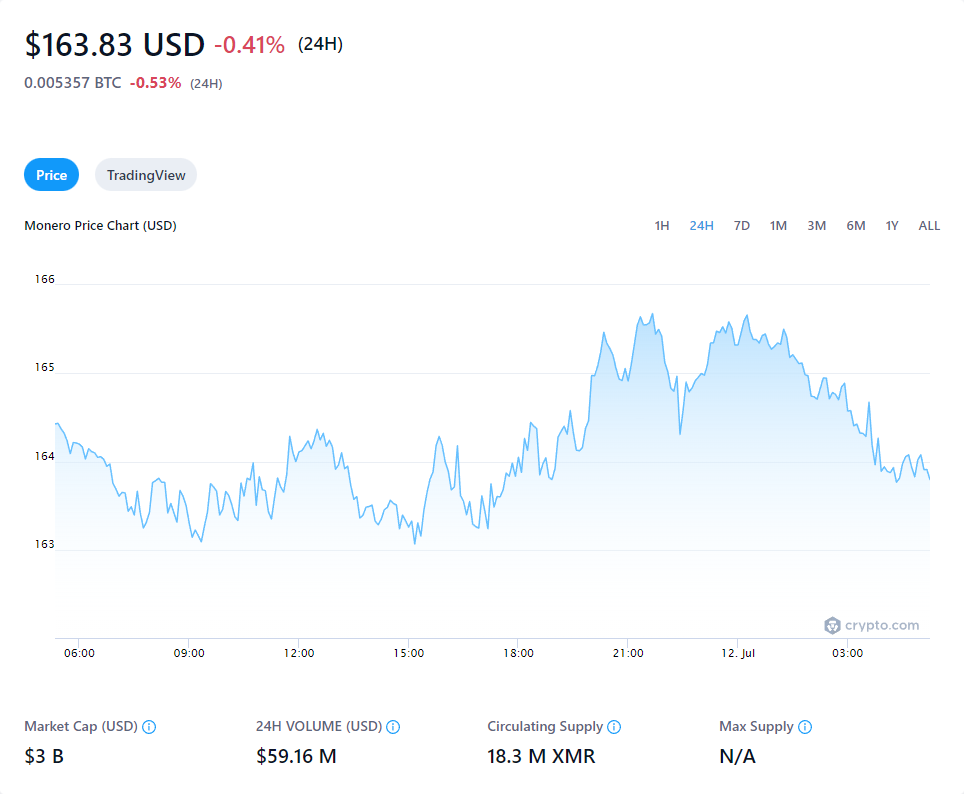 $163.83 USD -0.41% (24H)
0.005357 BTC -0.53% (24H)
Price TradingView
Monero Price Chart (USD) 1H 24H 7D 1M 3M 6M 1Y ALL
166
165
164
163
crypto.com
06:00 09:00 12:00 15:00 18:00 21:00 12. Jul 03:00
Market Cap (USD) 24H VOLUME (USD) Circulating Supply Max Supply
$3 B $59.16 M 18.3 M XMR N/A